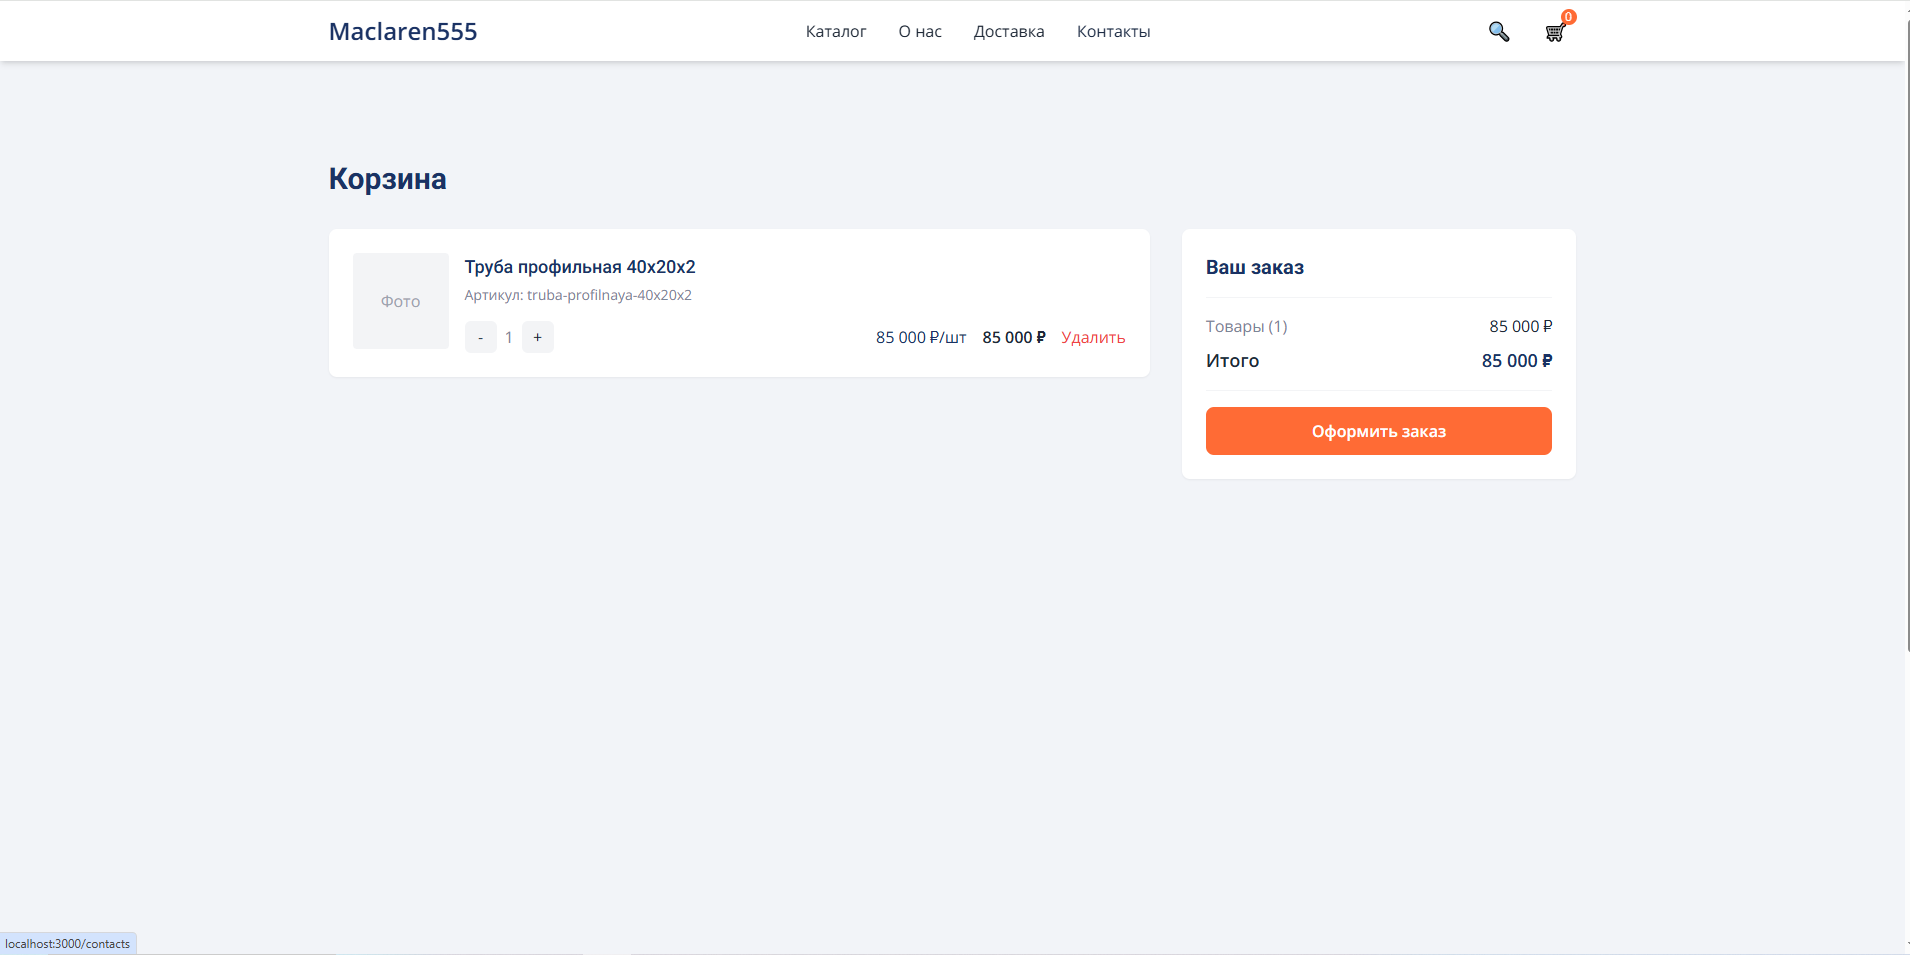 Maclaren555
Каталог О нас Доставка Контакты
0
Корзина
Фото
Труба профильная 40х20х2
Артикул: truba-profilnaya-40x20x2
- 1 + 85 000 ₽/шт 85 000 ₽ Удалить
Ваш заказ
Товары (1) 85 000 ₽
Итого 85 000 ₽
Оформить заказ
localhost:3000/contacts